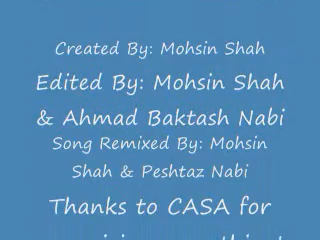 Created By: Mohsin Shah
Edited By: Mohsin Shah
& Ahmad Baktash Nabi
Song Remixed By: Mohsin
Shah & Peshtaz Nabi
Thanks to CASA for